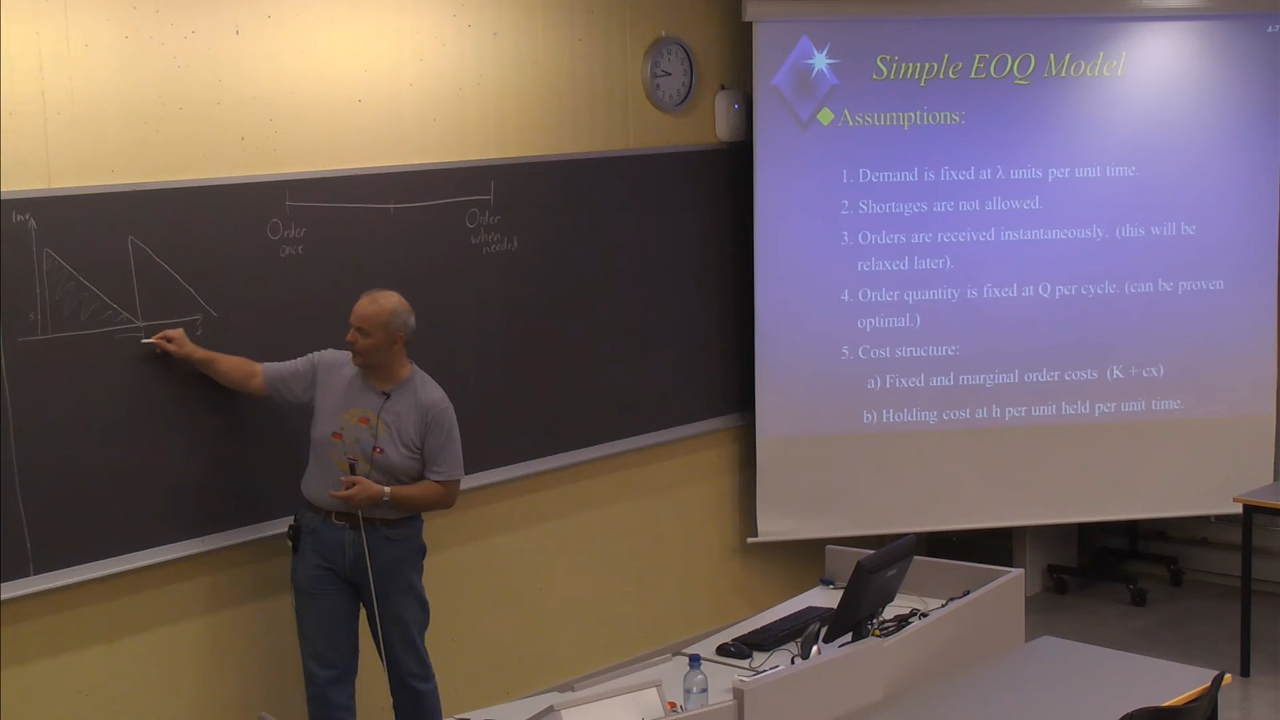 Inv
Order
once
Order
when
needed
4-7
Simple EOQ Model
Assumptions:
1. Demand is fixed at λ units per unit time.
2. Shortages are not allowed.
3. Orders are received instantaneously. (this will
be relaxed later).
4. Order quantity is fixed at Q per cycle. (can be proven
optimal.)
5. Cost structure:
a) Fixed and marginal order costs (K + cx)
b) Holding cost at h per unit held per unit time.